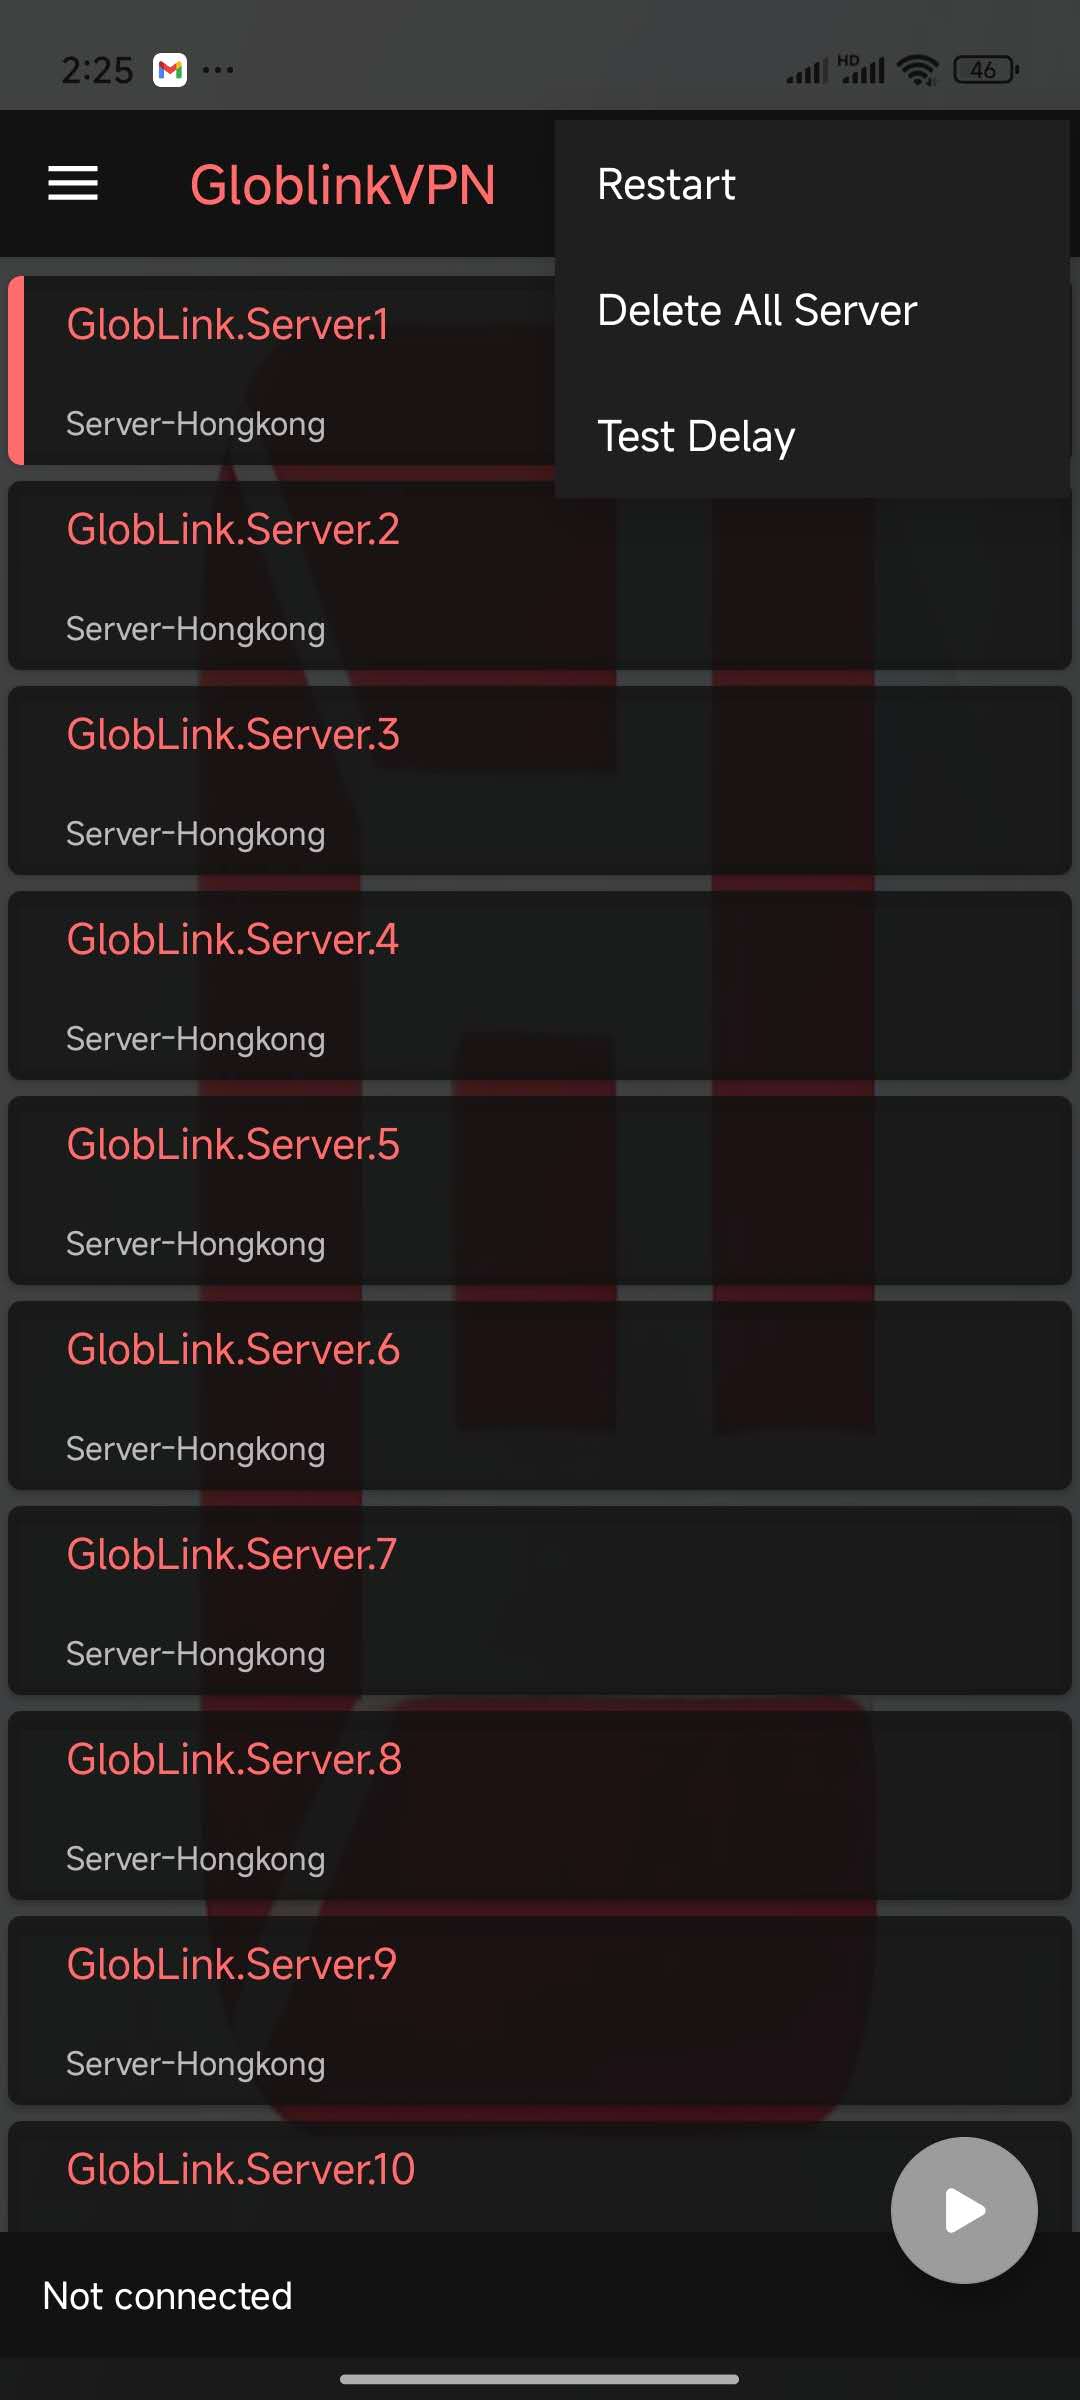 2:25
HD
46
GloblinkVPN
Restart
Delete All Server
Test Delay
GlobLink.Server.1
Server-Hongkong
GlobLink.Server.2
Server-Hongkong
GlobLink.Server.3
Server-Hongkong
GlobLink.Server.4
Server-Hongkong
GlobLink.Server.5
Server-Hongkong
GlobLink.Server.6
Server-Hongkong
GlobLink.Server.7
Server-Hongkong
GlobLink.Server.8
Server-Hongkong
GlobLink.Server.9
Server-Hongkong
GlobLink.Server.10
Not connected